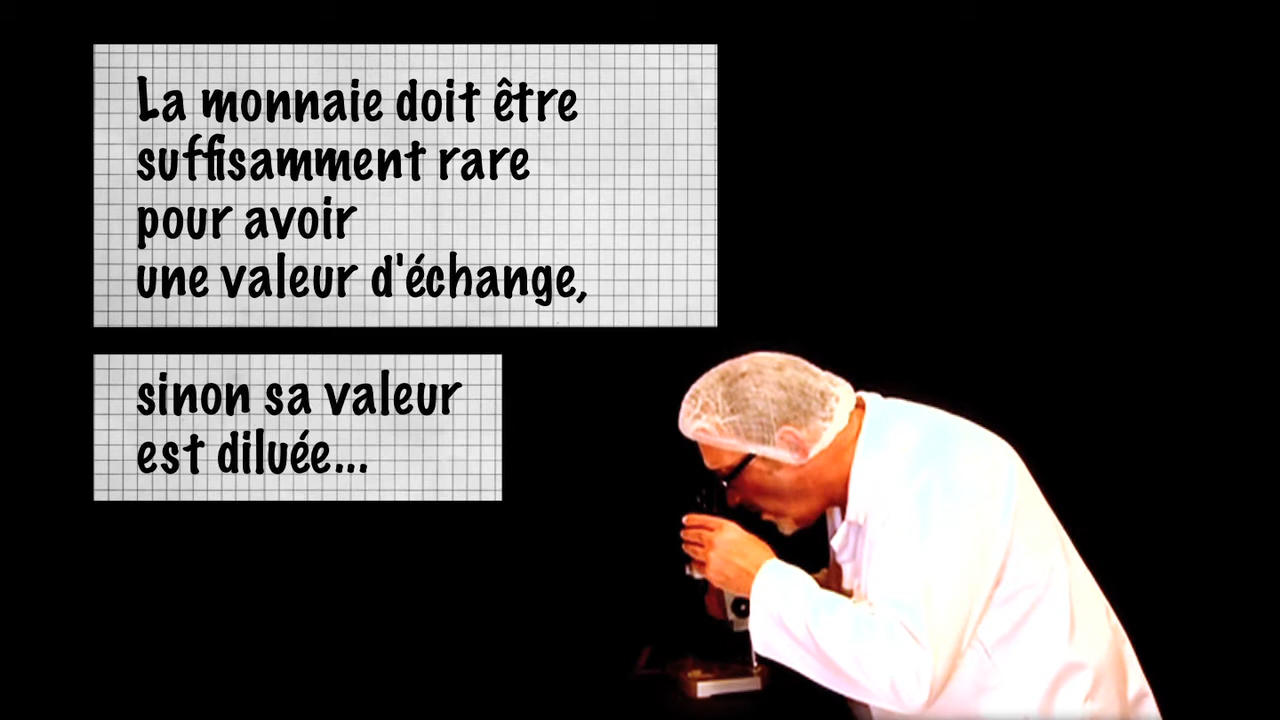 La monnaie doit être
suffisamment rare
pour avoir
une valeur d'échange,
sinon sa valeur
est diluée...